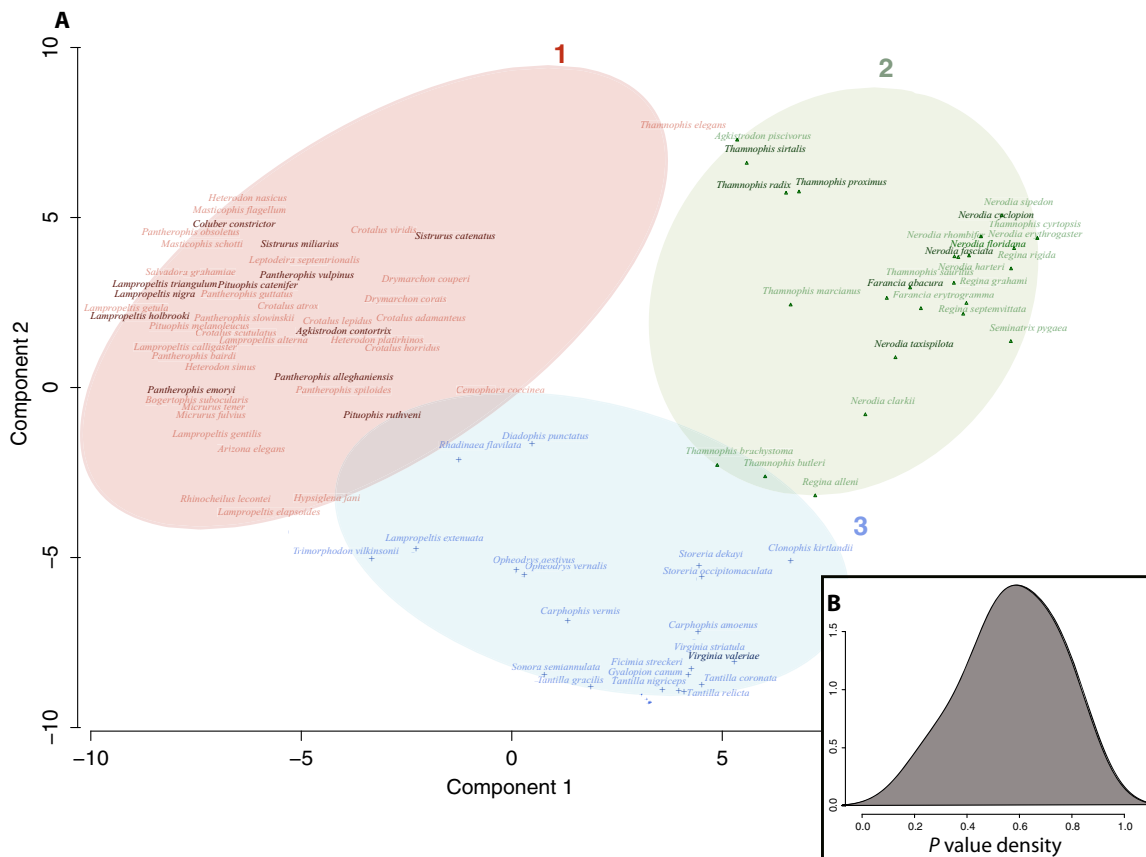 A
1
2
3
10
5
0
−5
−10
Component 2
−10
−5
0
5
Component 1
Thamnophis elegans
Agkistrodon piscivorus
Thamnophis sirtalis
Thamnophis radix
Thamnophis proximus
Heterodon nasicus
Masticophis flagellum
Coluber constrictor
Pantherophis obsoletus
Masticophis schotti
Crotalus viridis
Sistrurus catenatus
Sistrurus miliarius
Leptodeira septentrionalis
Salvadora grahamiae
Pantherophis vulpinus
Lampropeltis triangulum
Pituophis catenifer
Drymarchon couperi
Lampropeltis nigra
Pantherophis guttatus
Drymarchon corais
Crotalus atros
Lampropeltis getula
Lampropeltis holbrooki
Pantherophis slowinskii
Crotalus lepidus
Crotalus adamanteus
Pituophis melanoleucus
Crotalus scutulatus
Agkistrodon contortrix
Lampropeltis alterna
Heterodon platirhinos
Lampropeltis calligaster
Crotalus horridus
Pantherophis bairdi
Heterodon simus
Pantherophis alleghaniensis
Pantherophis emoryi
Pantherophis spiloides
Cemophora coccinea
Bogertophis subocularis
Micrurus tener
Micrurus fulvius
Pituophis ruthveni
Lampropeltis gentilis
Arizona elegans
Rhinocheilus lecontei
Hypsiglena jani
Lampropeltis elapsoides
Nerodia sipedon
Nerodia cyclopion
Thamnophis cyrtopsis
Nerodia rhombifer
Nerodia erythrogaster
Nerodia floridana
Nerodia fasciata
Regina rigida
Nerodia harteri
Thamnophis sauritus
Regina grahami
Farancia abacura
Thamnophis marcianus
Farancia erytrogramma
Regina septemvittata
Seminatrix pygaea
Nerodia taxispilota
Nerodia clarkii
Thamnophis brachystoma
Thamnophis butleri
Regina alleni
Diadophis punctatus
Rhadinaea flavilata
Lampropeltis extenuata
Trimorphodon vilkinsonii
Opheodrys aestivus
Opheodrys vernalis
Storeria dekayi
Clonophis kirtlandii
Storeria occipitomaculata
Carphophis vermis
Carphophis amoenus
Virginia striatula
Virginia valeriae
Ficimia streckeri
Sonora semiannulata
Gyalopion canum
Tantilla gracilis
Tantilla nigriceps
Tantilla coronata
Tantilla relicta
B
1.5
1.0
0.5
0.0
0.0
0.2
0.4
0.6
0.8
1.0
P value density